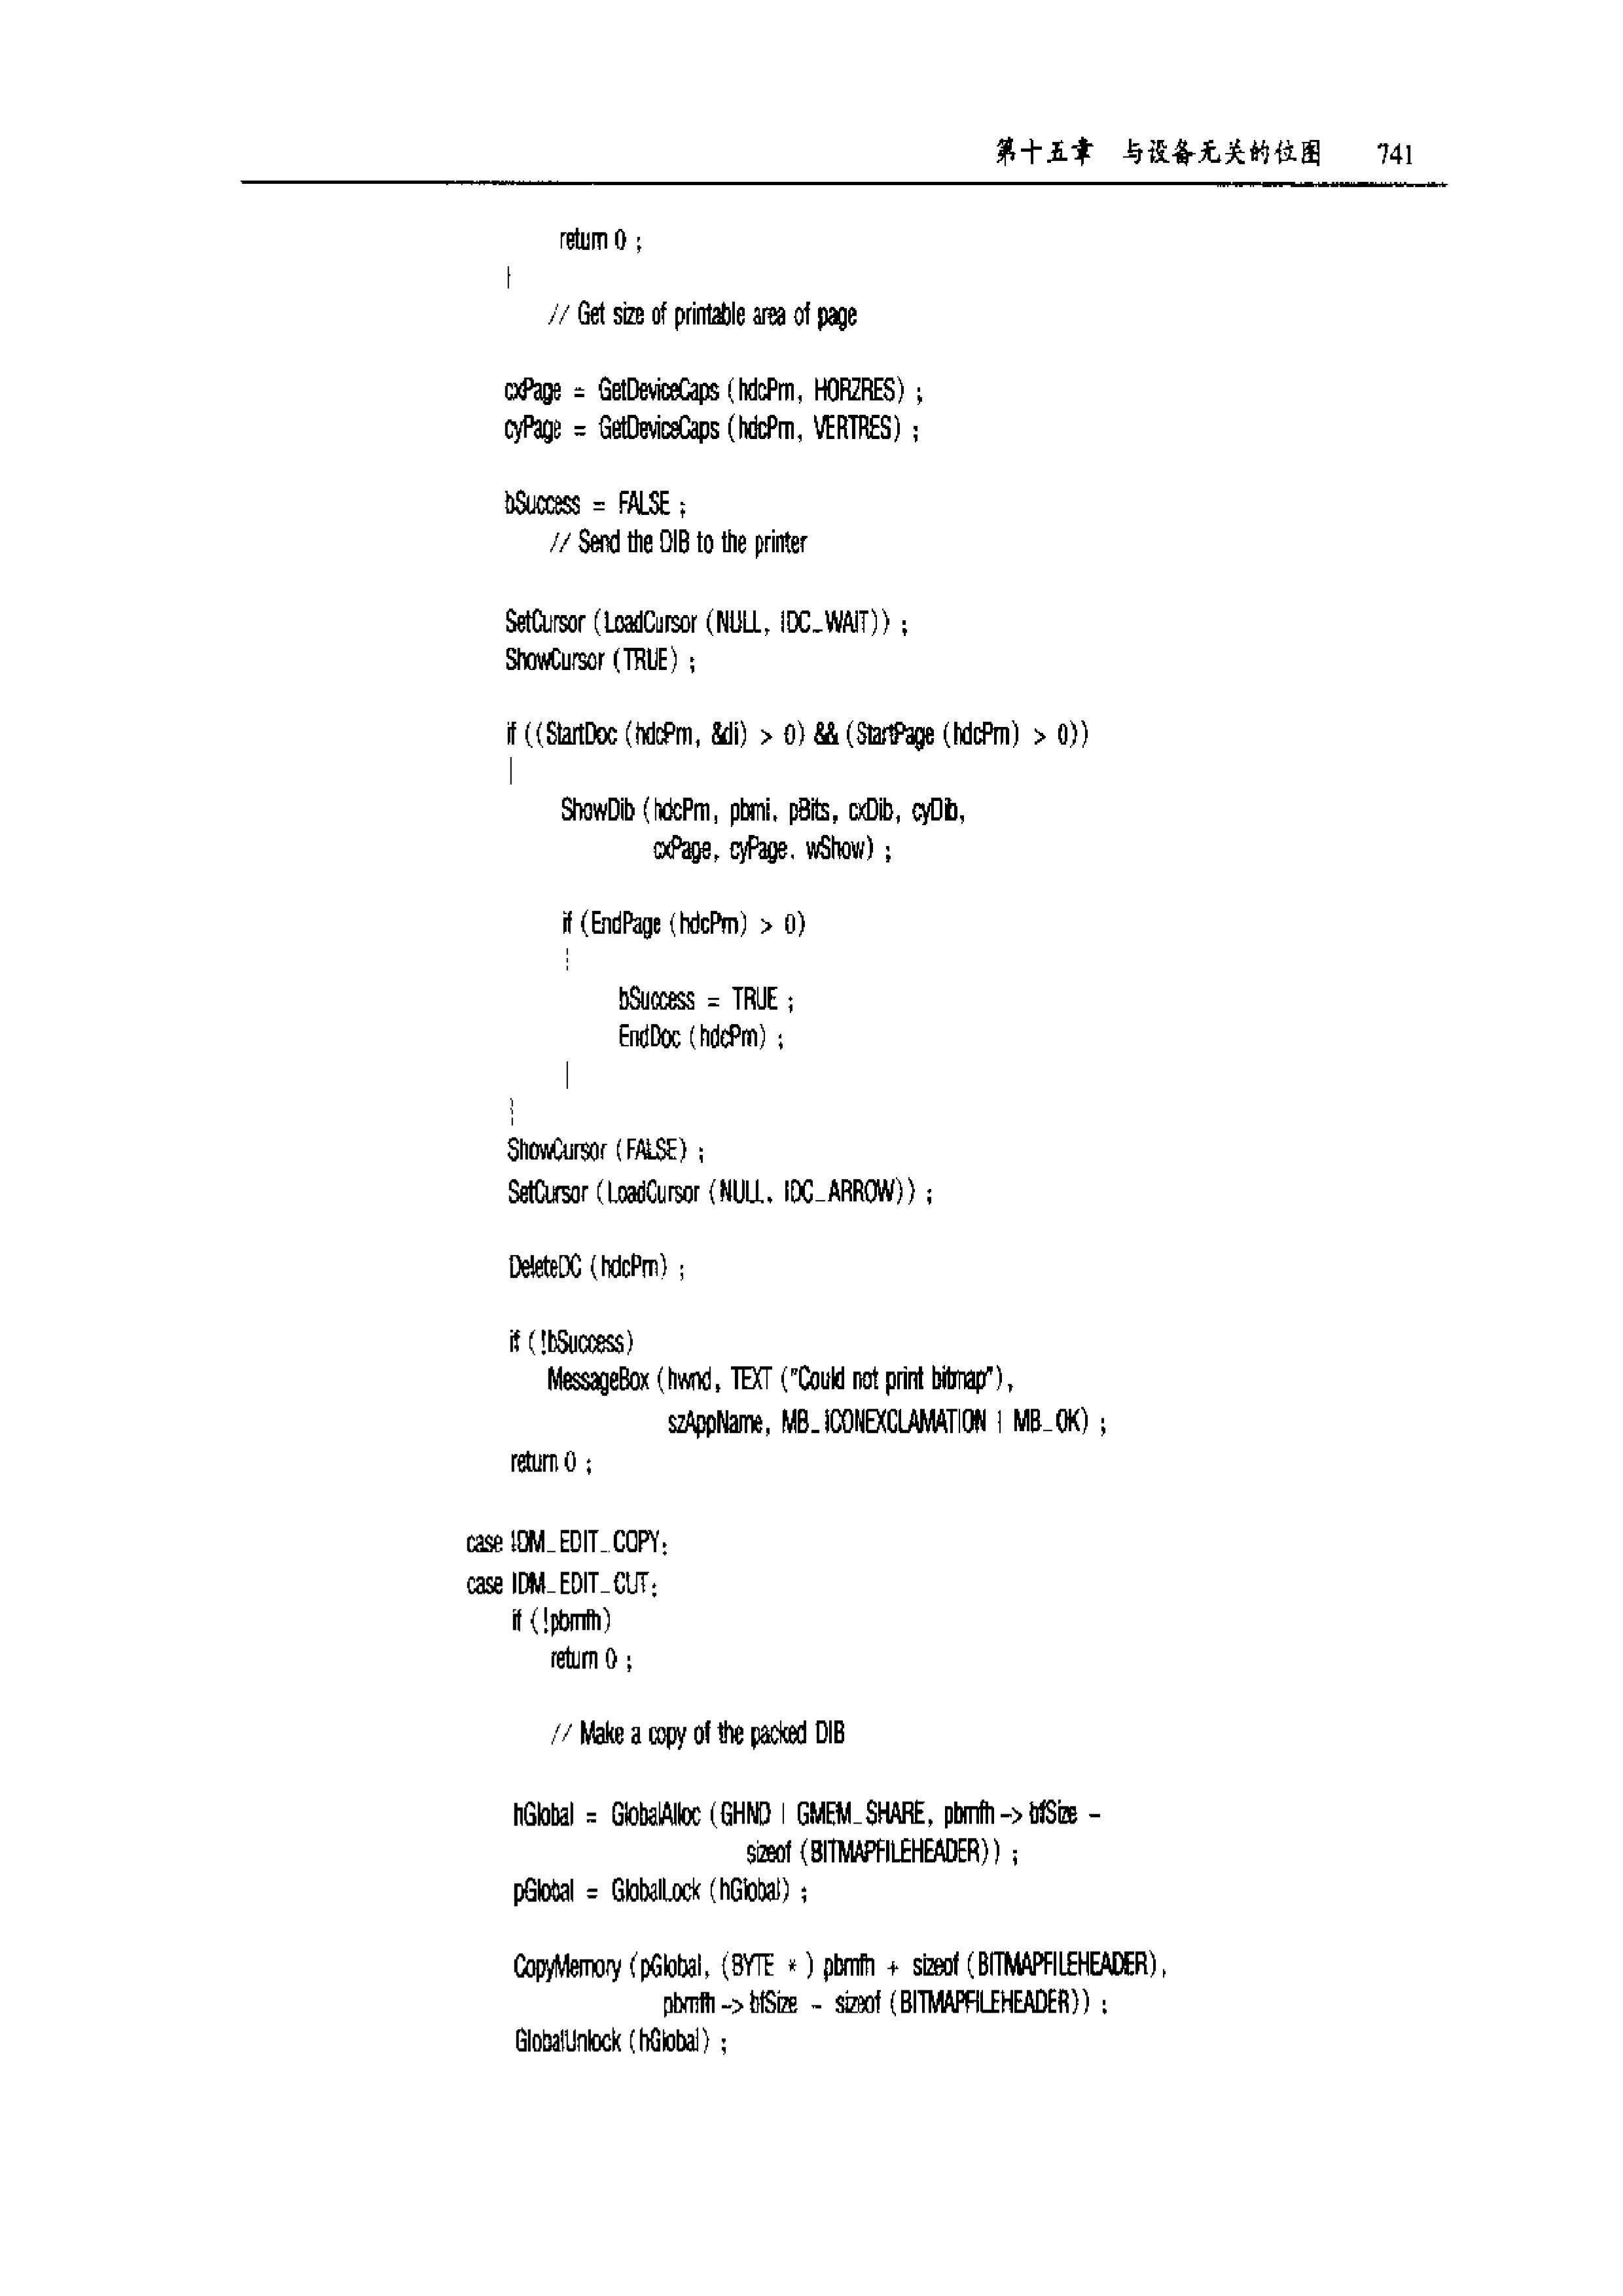 第十五章 与设备无关的位图 741
return 0 ;
}
// Get size of printable area of page
cxPage = GetDeviceCaps (hdcPrn, HORZRES) ;
cyPage = GetDeviceCaps (hdcPrn, VERTRES) ;
bSuccess = FALSE ;
// Send the DIB to the printer
SetCursor (LoadCursor (NULL, IDC_WAIT)) ;
ShowCursor (TRUE) ;
if ((StartDoc (hdcPrn, &di) > 0) && (StartPage (hdcPrn) > 0))
{
ShowDib (hdcPrn, pbmi, pBits, cxDib, cyDib,
cxPage, cyPage, wShow) ;
if (EndPage (hdcPrn) > 0)
{
bSuccess = TRUE ;
EndDoc (hdcPrn) ;
}
}
ShowCursor (FALSE) ;
SetCursor (LoadCursor (NULL, IDC_ARROW)) ;
DeleteDC (hdcPrn) ;
if (!bSuccess)
MessageBox (hwnd, TEXT ("Could not print bitmap"),
szAppName, MB_ICONEXCLAMATION | MB_OK) ;
return 0 ;
case IDM_EDIT_COPY:
case IDM_EDIT_CUT:
if (!pbmfh)
return 0 ;
// Make a copy of the packed DIB
hGlobal = GlobalAlloc (GHND | GMEM_SHARE, pbmfh -> bfSize -
sizeof (BITMAPFILEHEADER)) ;
pGlobal = GlobalLock (hGlobal) ;
CopyMemory (pGlobal, (BYTE * ) pbmfh + sizeof (BITMAPFILEHEADER),
pbmfh -> bfSize - sizeof (BITMAPFILEHEADER)) ;
GlobalUnlock (hGlobal) ;